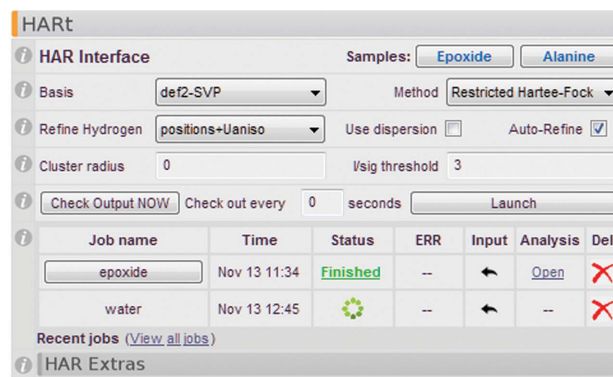 HARt
HAR Interface Samples: Epoxide Alanine
Basis def2-SVP Method Restricted Hartee-Fock
Refine Hydrogen positions+Uaniso Use dispersion Auto-Refine
Cluster radius 0 I/sig threshold 3
Check Output NOW Check out every 0 seconds Launch
Job name Time Status ERR Input Analysis Del
epoxide Nov 13 11:34 Finished -- Open
water Nov 13 12:45 -- --
Recent jobs (View all jobs)
HAR Extras